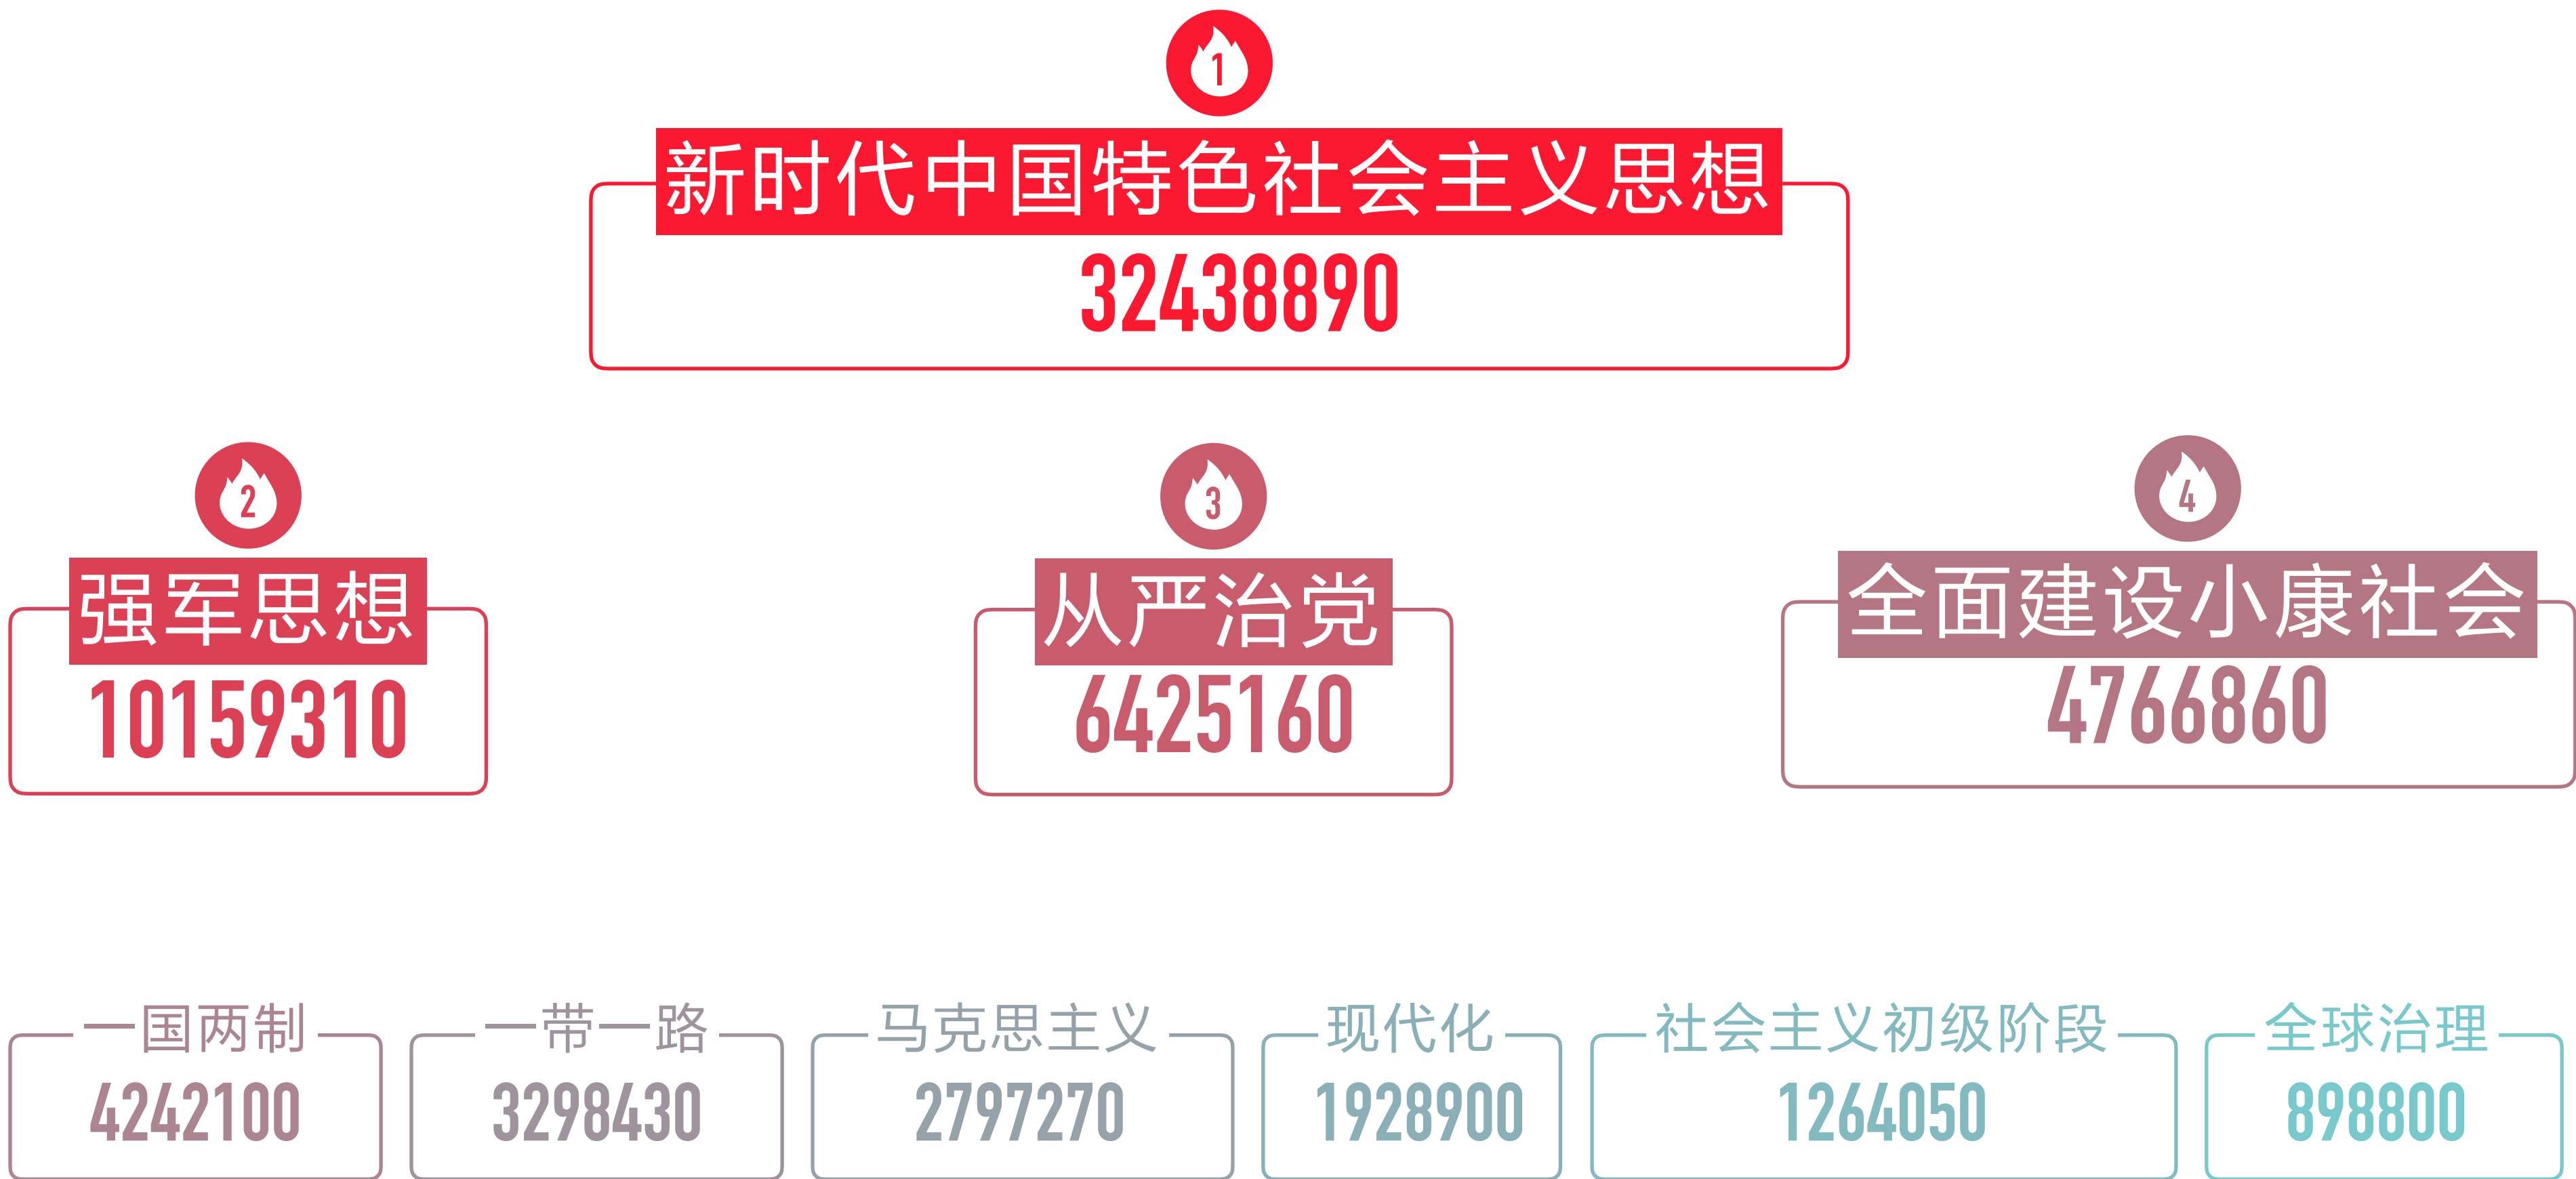 1
新时代中国特色社会主义思想
32438890
2
强军思想
10159310
3
从严治党
6425160
4
全面建设小康社会
4766860
一国两制
4242100
一带一路
3298430
马克思主义
2797270
现代化
1928900
社会主义初级阶段
1264050
全球治理
898800